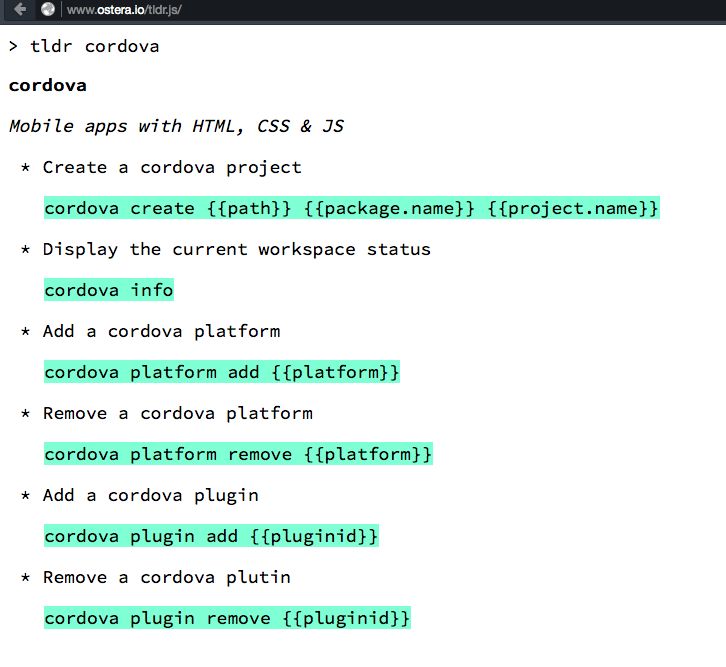 www.ostera.io/tldr.js/
> tldr cordova
cordova
Mobile apps with HTML, CSS & JS
* Create a cordova project
cordova create {{path}} {{package.name}} {{project.name}}
* Display the current workspace status
cordova info
* Add a cordova platform
cordova platform add {{platform}}
* Remove a cordova platform
cordova platform remove {{platform}}
* Add a cordova plugin
cordova plugin add {{pluginid}}
* Remove a cordova plutin
cordova plugin remove {{pluginid}}